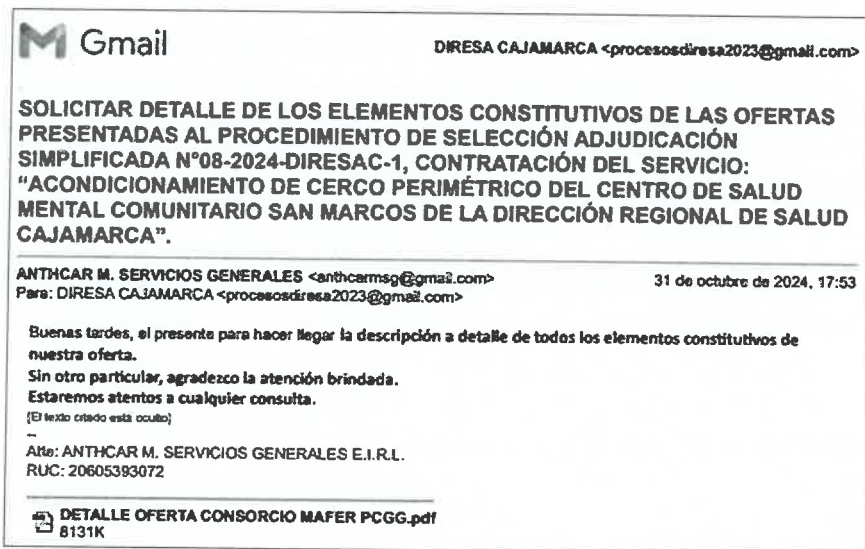 Gmail
DIRESA CAJAMARCA <procesosdiresa2023@gmail.com>
SOLICITAR DETALLE DE LOS ELEMENTOS CONSTITUTIVOS DE LAS OFERTAS
PRESENTADAS AL PROCEDIMIENTO DE SELECCIÓN ADJUDICACIÓN
SIMPLIFICADA N°08-2024-DIRESAC-1, CONTRATACIÓN DEL SERVICIO:
"ACONDICIONAMIENTO DE CERCO PERIMÉTRICO DEL CENTRO DE SALUD
MENTAL COMUNITARIO SAN MARCOS DE LA DIRECCIÓN REGIONAL DE SALUD
CAJAMARCA".
ANTHCAR M. SERVICIOS GENERALES <anthcarmsg@gmail.com>
31 de octubre de 2024, 17:53
Para: DIRESA CAJAMARCA <procesosdiresa2023@gmail.com>
Buenas tardes, el presente para hacer llegar la descripción a detalle de todos los elementos constitutivos de
nuestra oferta.
Sin otro particular, agradezco la atención brindada.
Estaremos atentos a cualquier consulta.
[El texto citado está oculto]
--
Atte: ANTHCAR M. SERVICIOS GENERALES E.I.R.L.
RUC: 20605393072
DETALLE OFERTA CONSORCIO MAFER PCGG.pdf
8131K